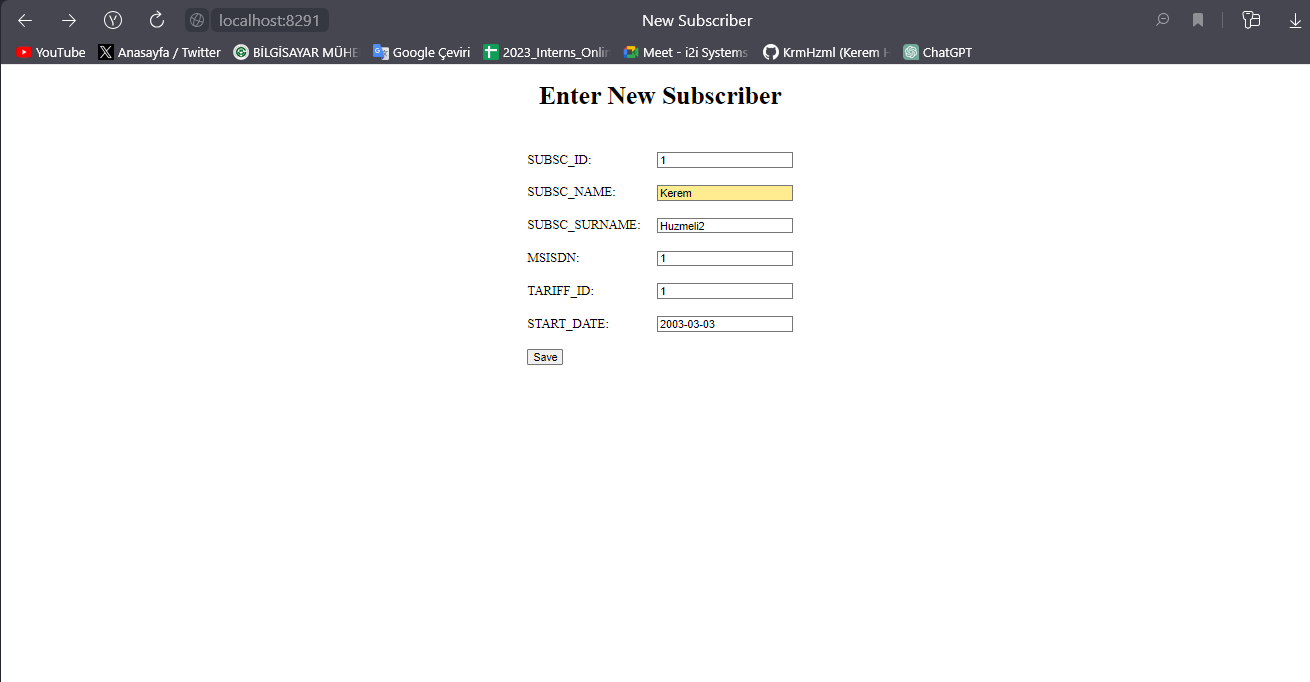 localhost:8291 New Subscriber
YouTube Anasayfa / Twitter BİLGİSAYAR MÜHE Google Çeviri 2023_Interns_Onlin Meet - i2i Systems KrmHzml (Kerem H ChatGPT
Enter New Subscriber
SUBSC_ID: 1
SUBSC_NAME: Kerem
SUBSC_SURNAME: Huzmeli2
MSISDN: 1
TARIFF_ID: 1
START_DATE: 2003-03-03
Save